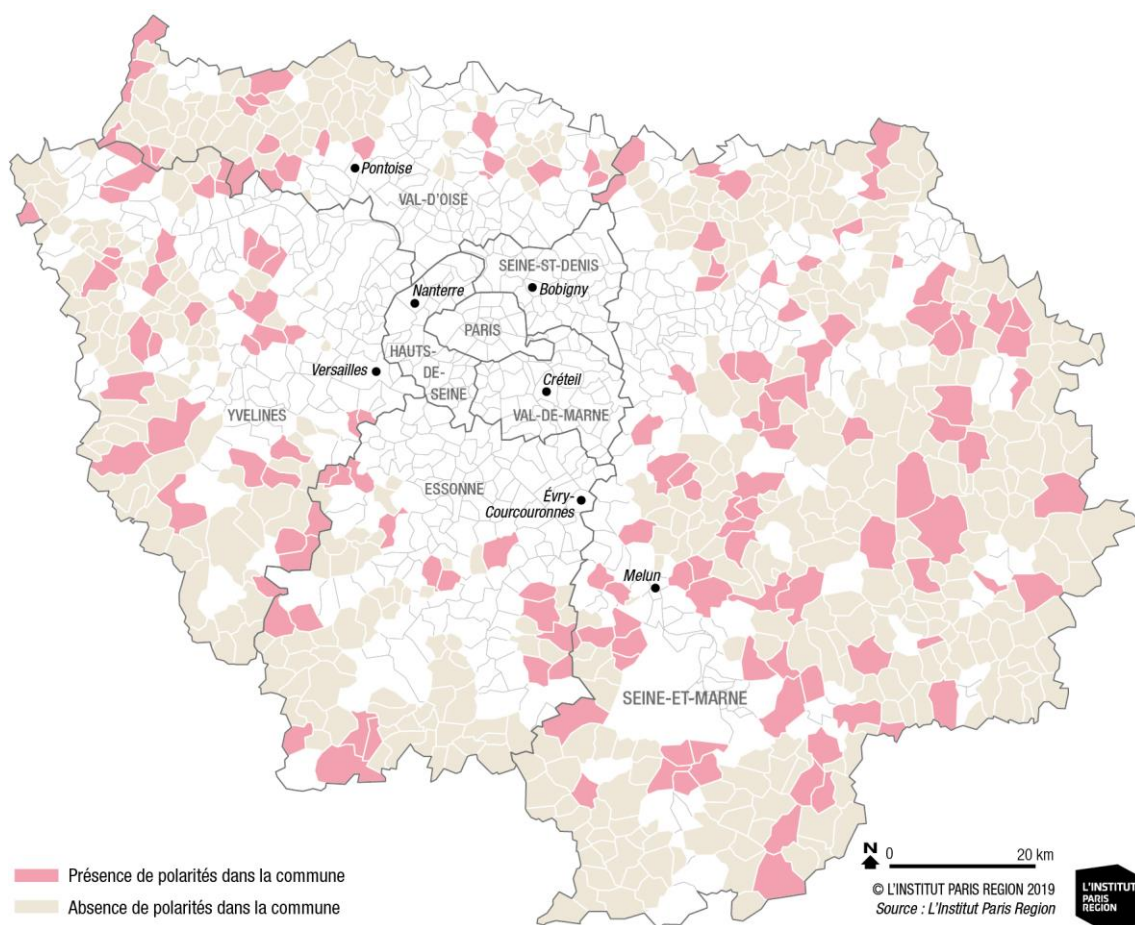 Pontoise
VAL-D'OISE
SEINE-ST-DENIS
Nanterre
Bobigny
PARIS
HAUTS-
DE-
SEINE
Versailles
Créteil
VAL-DE-MARNE
YVELINES
ESSONNE
Évry-
Courcouronnes
Melun
SEINE-ET-MARNE
Présence de polarités dans la commune
Absence de polarités dans la commune
N
0
20 km
© L'INSTITUT PARIS REGION 2019
Source : L'Institut Paris Region
L'INSTITUT
PARIS
REGION